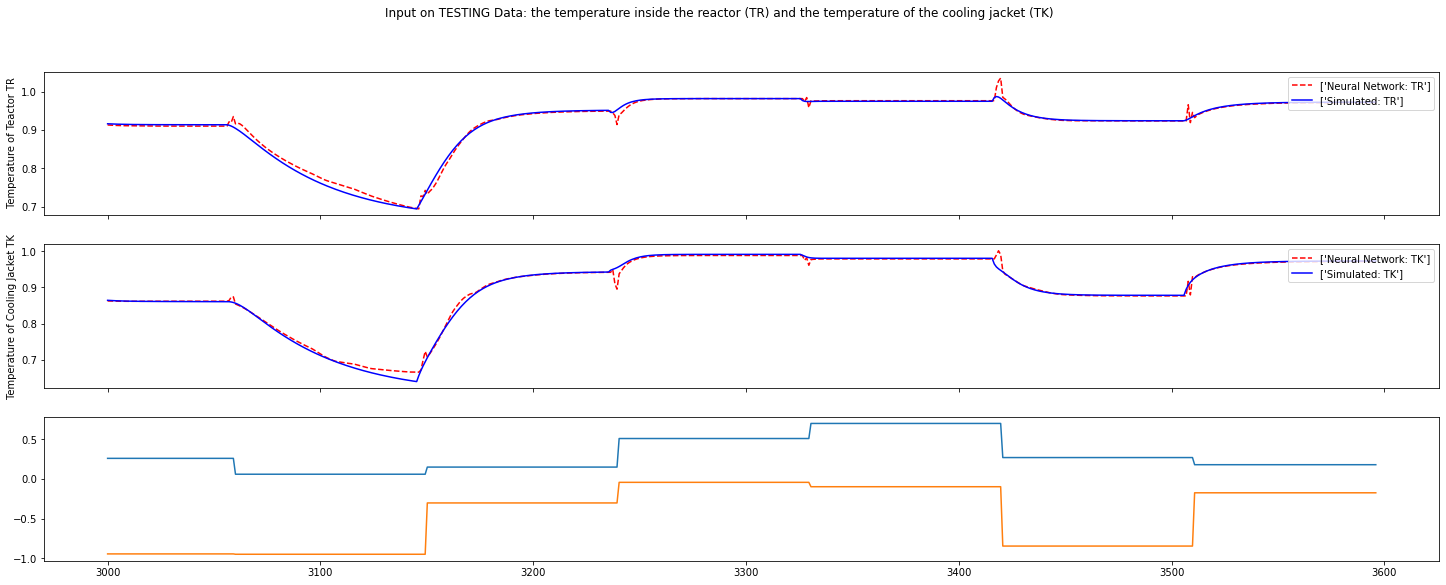 Input on TESTING Data: the temperature inside the reactor (TR) and the temperature of the cooling jacket (TK)
Temperature of Teactor TR
1.0
0.9
0.8
0.7
['Neural Network: TR']
['Simulated: TR']
Temperature of Cooling Jacket TK
1.0
0.9
0.8
0.7
['Neural Network: TK']
['Simulated: TK']
0.5
0.0
−0.5
−1.0
3000 3100 3200 3300 3400 3500 3600